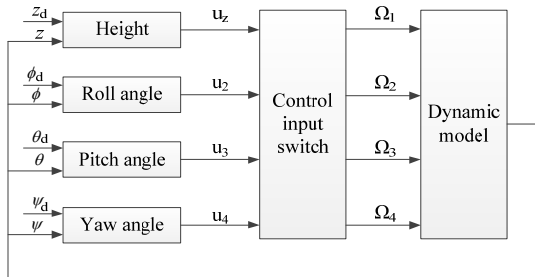 z_d
z
Height
u_z
Ω_1
ϕ_d
ϕ
Roll angle
u_2
Ω_2
Control
input
switch
Dynamic
model
θ_d
θ
Pitch angle
u_3
Ω_3
ψ_d
ψ
Yaw angle
u_4
Ω_4